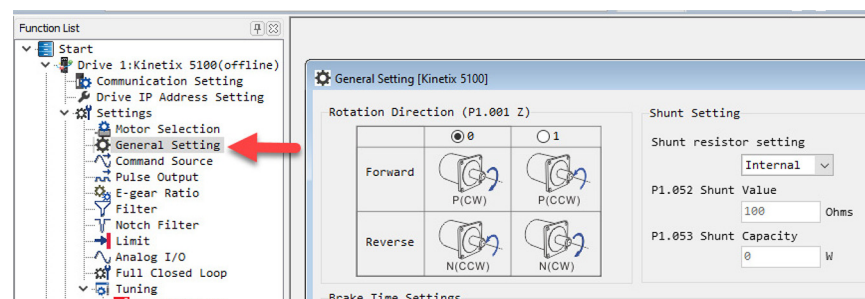 Function List
Start
Drive 1:Kinetix 5100(offline)
Communication Setting
Drive IP Address Setting
Settings
Motor Selection
General Setting
Command Source
Pulse Output
E-gear Ratio
Filter
Notch Filter
Limit
Analog I/O
Full Closed Loop
Tuning
General Setting [Kinetix 5100]
Rotation Direction (P1.001 Z)
0 1
Forward
P(CW) P(CCW)
Reverse
N(CCW) N(CW)
Brake Time Settings
Shunt Setting
Shunt resistor setting
Internal
P1.052 Shunt Value
100 Ohms
P1.053 Shunt Capacity
0 W